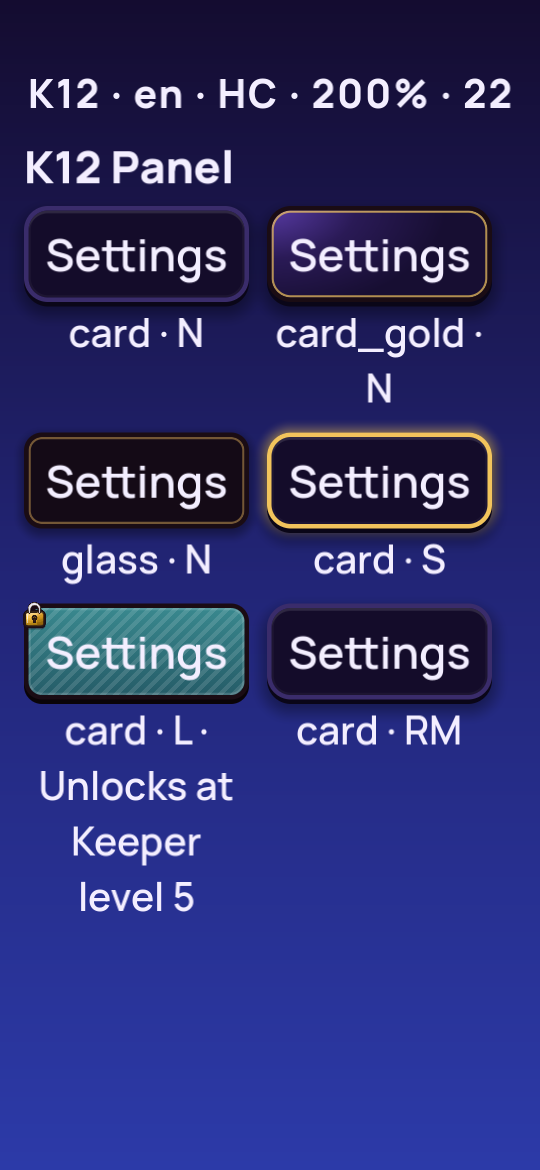 K12 · en · HC · 200% · 22
K12 Panel
Settings
Settings
card · N
card_gold ·
N
Settings
Settings
glass · N
card · S
Settings
Settings
card · L ·
Unlocks at
Keeper
level 5
card · RM